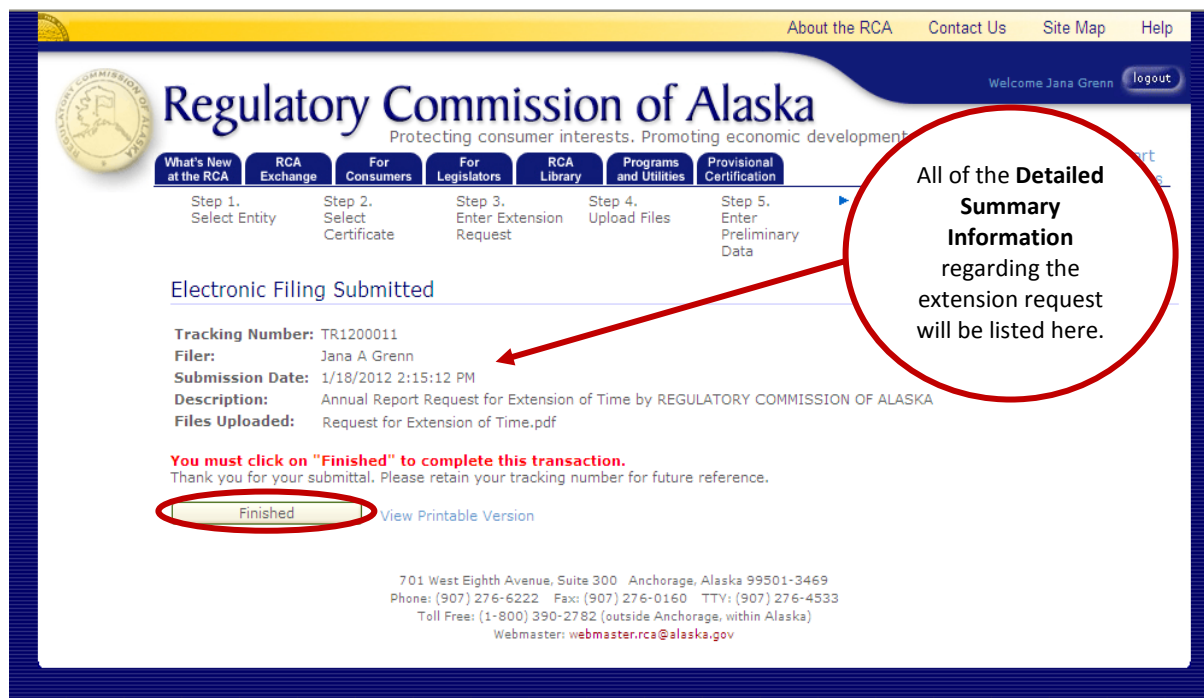 About the RCA Contact Us Site Map Help
Welcome Jana Grenn logout
REGULATORY COMMISSION OF ALASKA
Regulatory Commission of Alaska
Protecting consumer interests. Promoting economic development
What's New at the RCA
RCA Exchange
For Consumers
For Legislators
RCA Library
Programs and Utilities
Provisional Certification
Step 1.
Select Entity
Step 2.
Select
Certificate
Step 3.
Enter Extension
Request
Step 4.
Upload Files
Step 5.
Enter
Preliminary
Data
All of the Detailed
Summary
Information
regarding the
extension request
will be listed here.
Electronic Filing Submitted
Tracking Number: TR1200011
Filer: Jana A Grenn
Submission Date: 1/18/2012 2:15:12 PM
Description: Annual Report Request for Extension of Time by REGULATORY COMMISSION OF ALASKA
Files Uploaded: Request for Extension of Time.pdf
You must click on "Finished" to complete this transaction.
Thank you for your submittal. Please retain your tracking number for future reference.
Finished View Printable Version
701 West Eighth Avenue, Suite 300 Anchorage, Alaska 99501-3469
Phone: (907) 276-6222 Fax: (907) 276-0160 TTY: (907) 276-4533
Toll Free: (1-800) 390-2782 (outside Anchorage, within Alaska)
Webmaster: webmaster.rca@alaska.gov